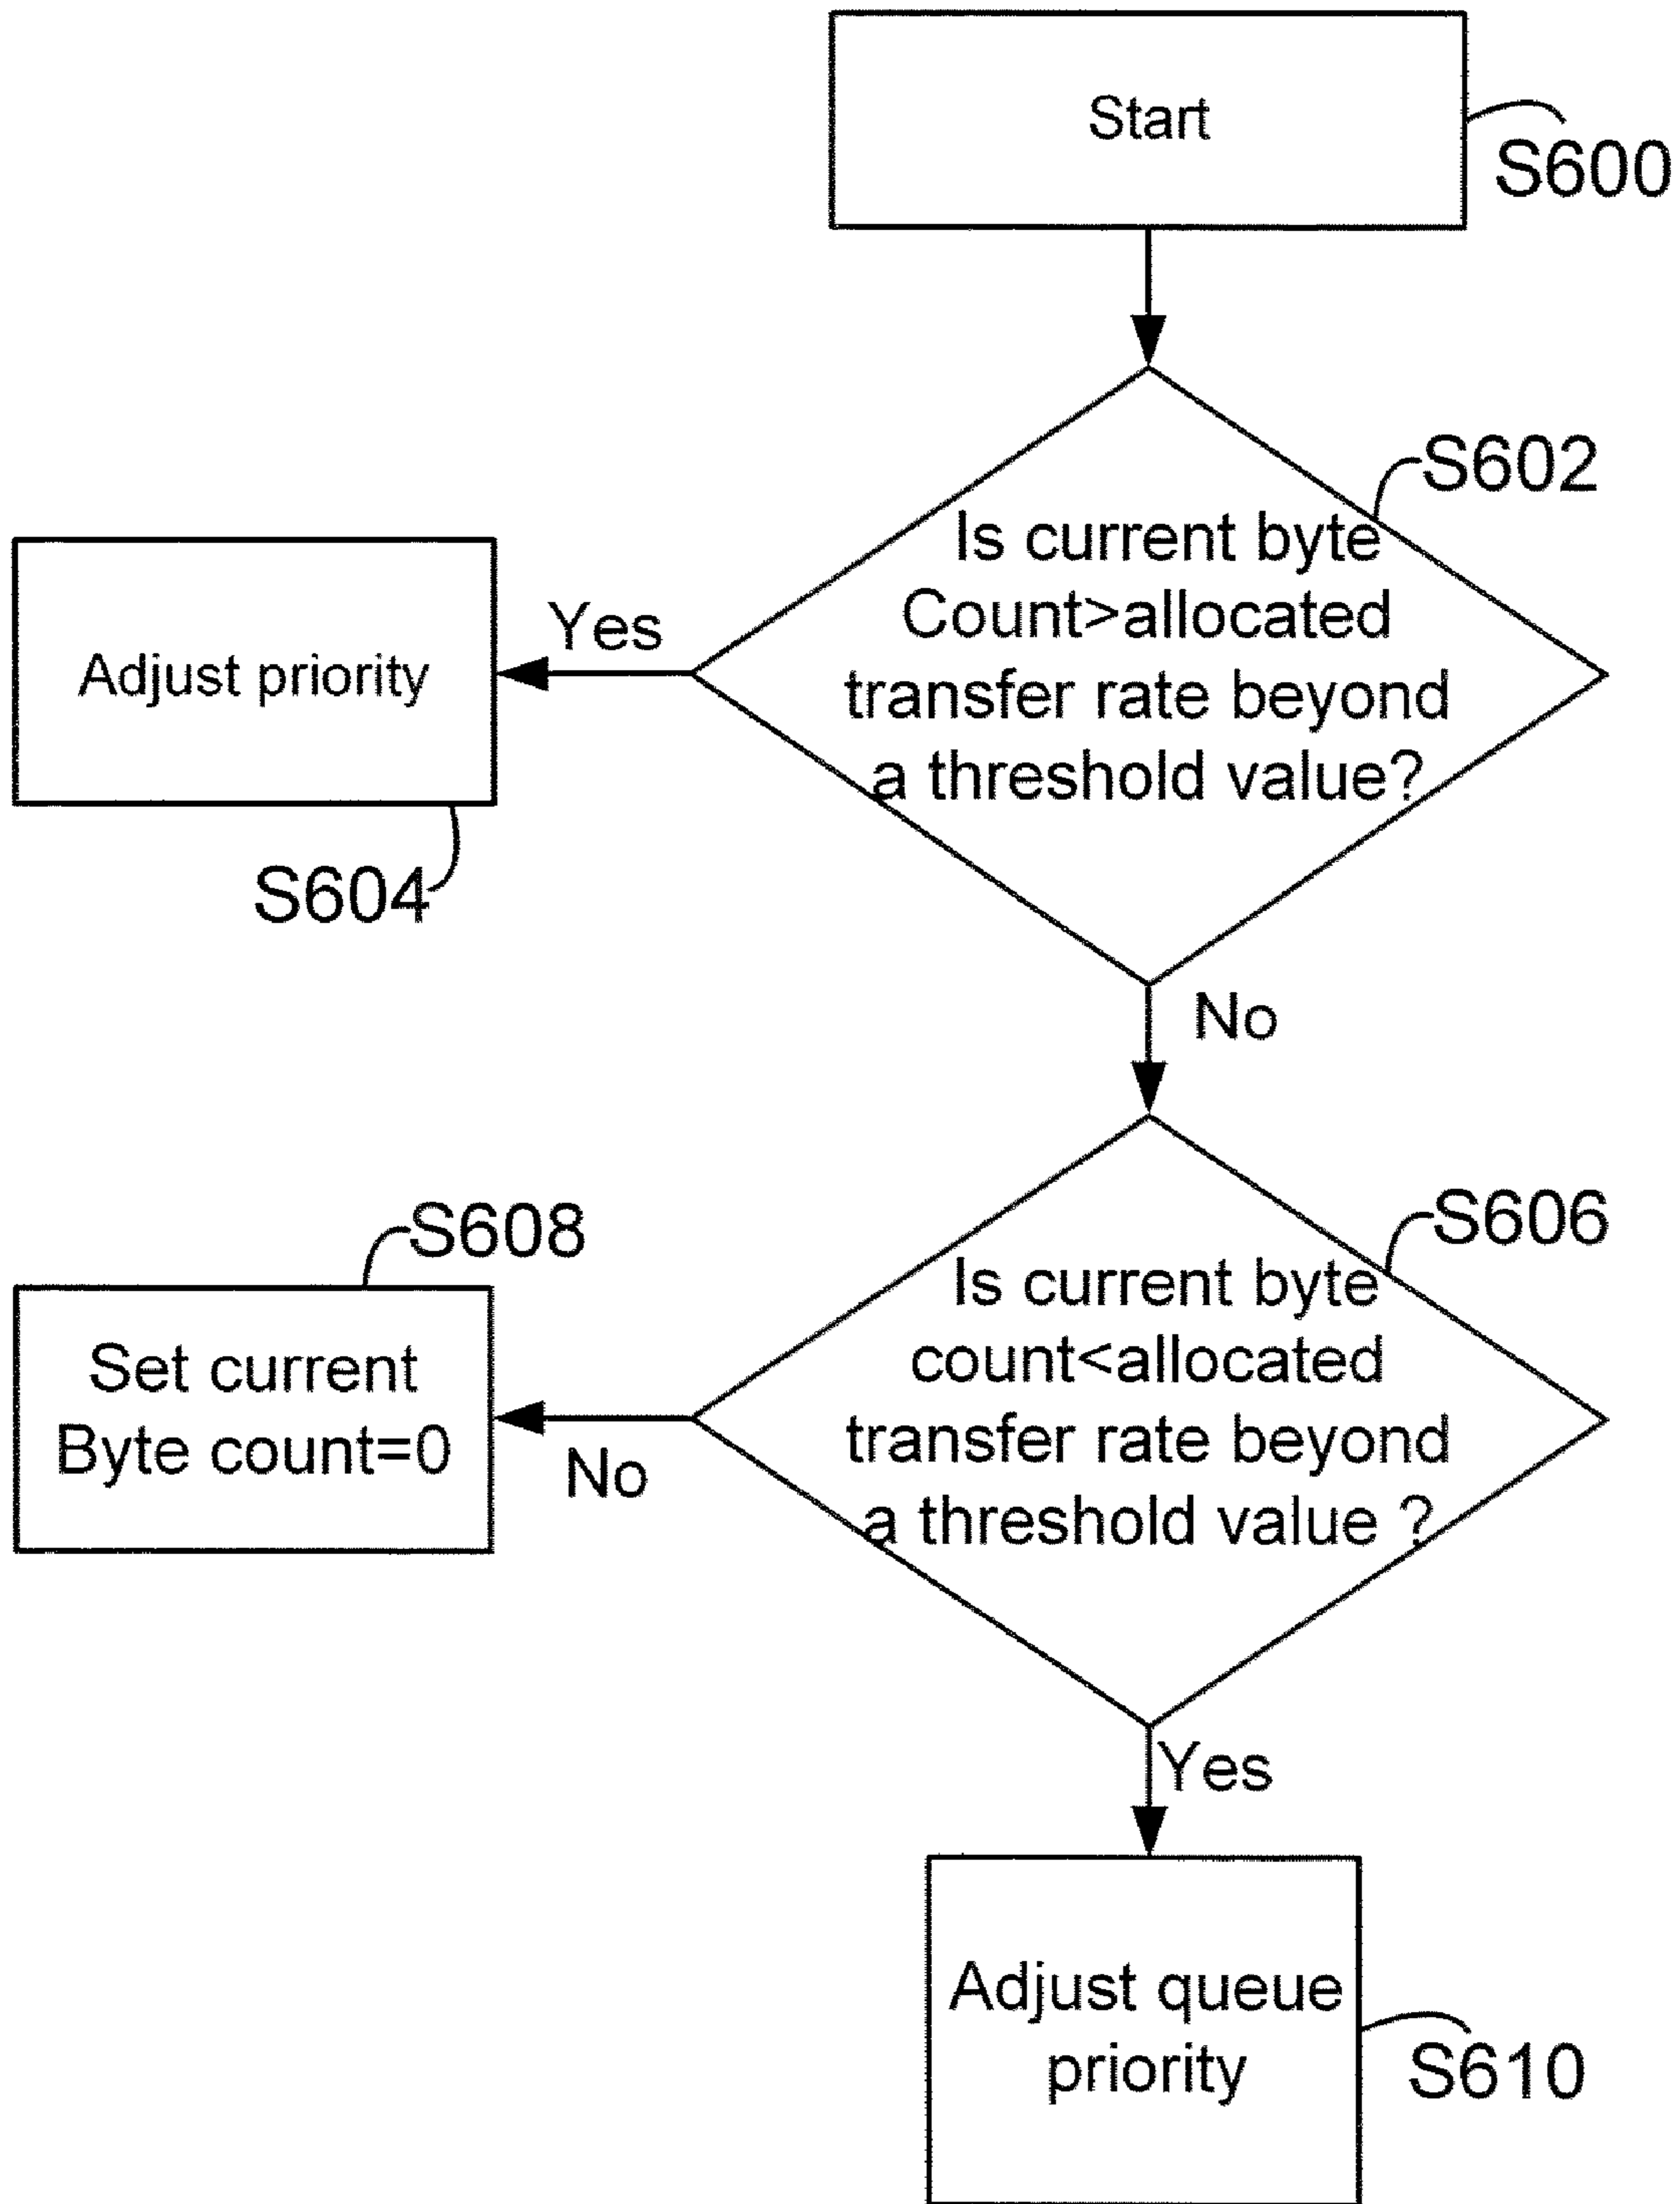 Start
S600
S602
Is current byte
Count>allocated
transfer rate beyond
a threshold value?
Yes
Adjust priority
S604
No
S606
Is current byte
count<allocated
transfer rate beyond
a threshold value ?
S608
Set current
Byte count=0
No
Yes
Adjust queue
priority
S610